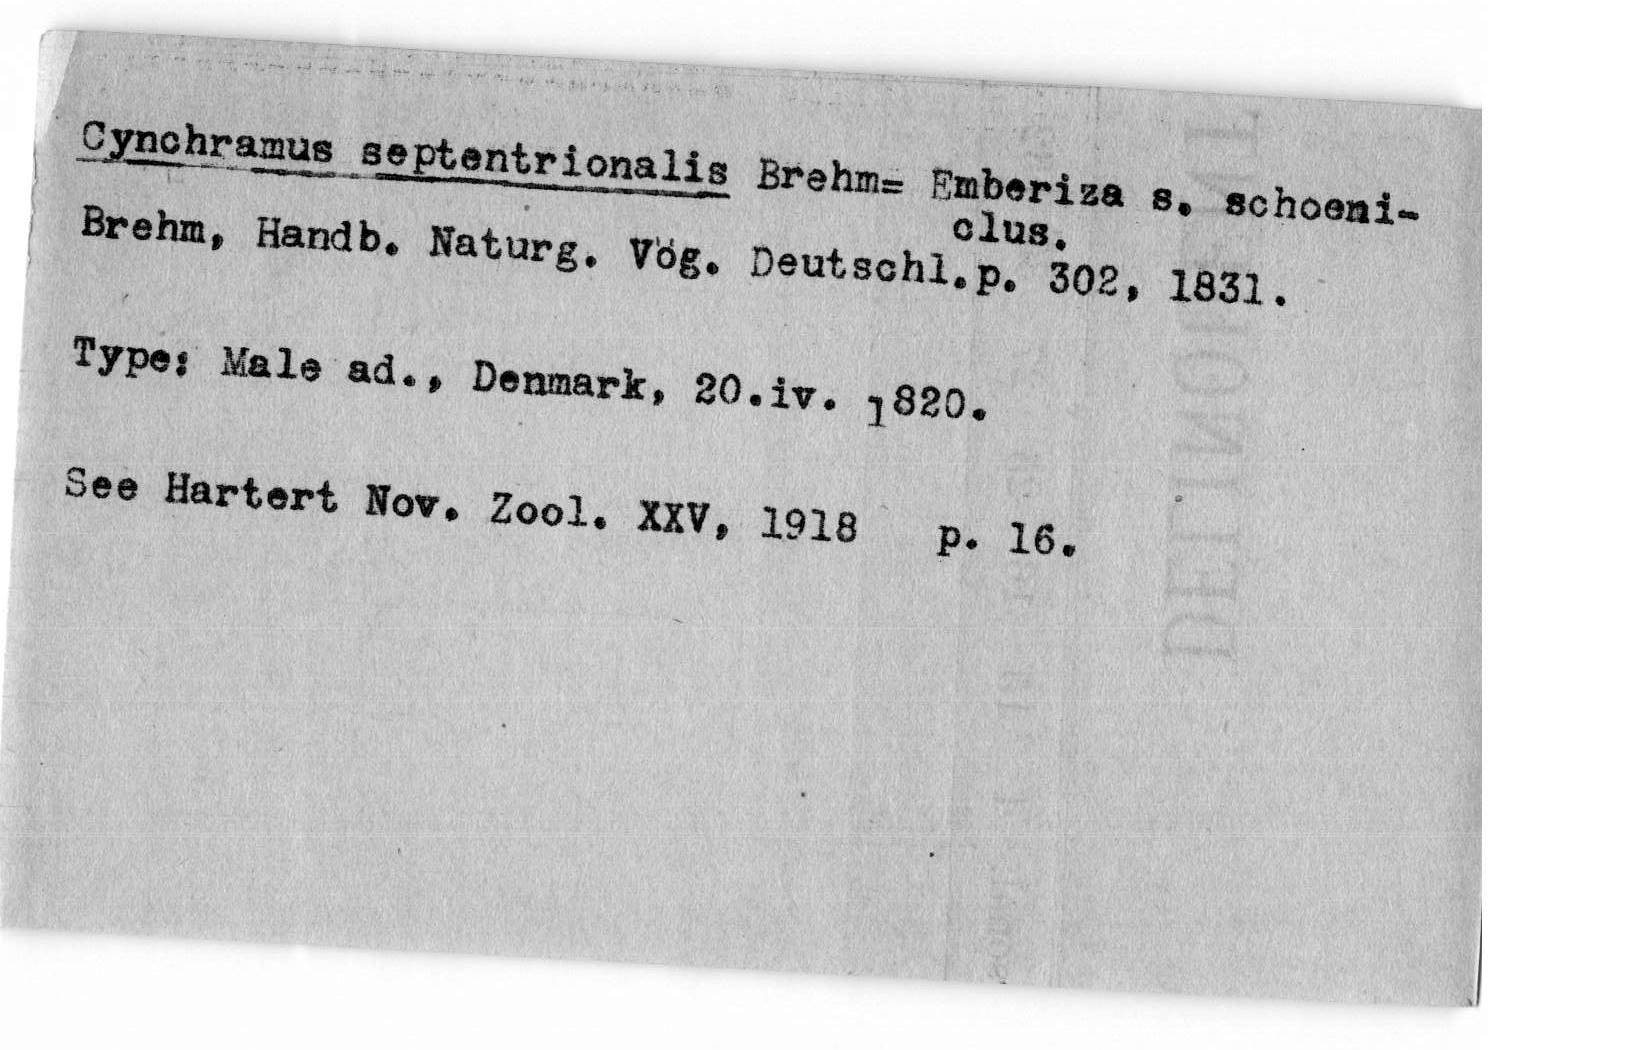 Cynchramus septentrionalis Brehm= Emberiza s. schoeni-
clus.
Brehm, Handb. Naturg. Vög. Deutschl.p. 302, 1831.
Type: Male ad., Denmark, 20.iv. 1820.
See Hartert Nov. Zool. XXV, 1918 p. 16.